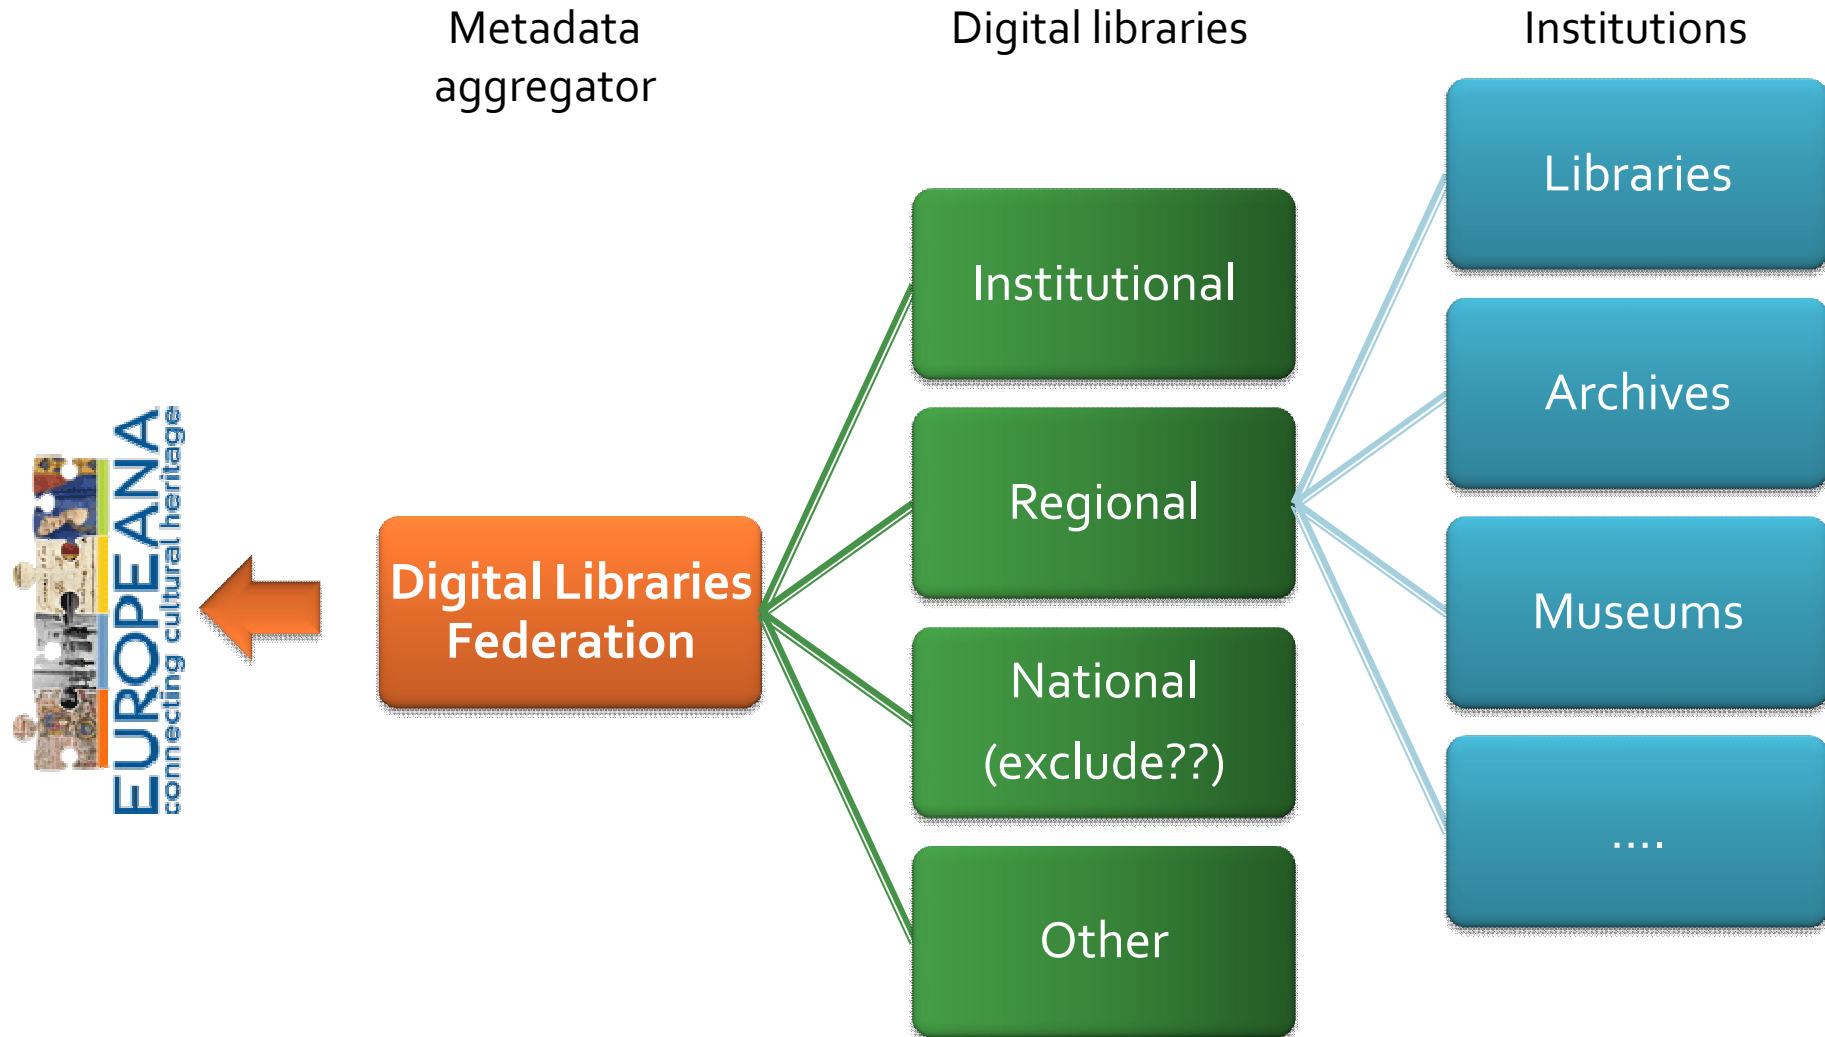 Metadata
aggregator
Digital libraries
Institutions
EUROPEANA
connecting cultural heritage
Digital Libraries
Federation
Institutional
Regional
National
(exclude??)
Other
Libraries
Archives
Museums
....